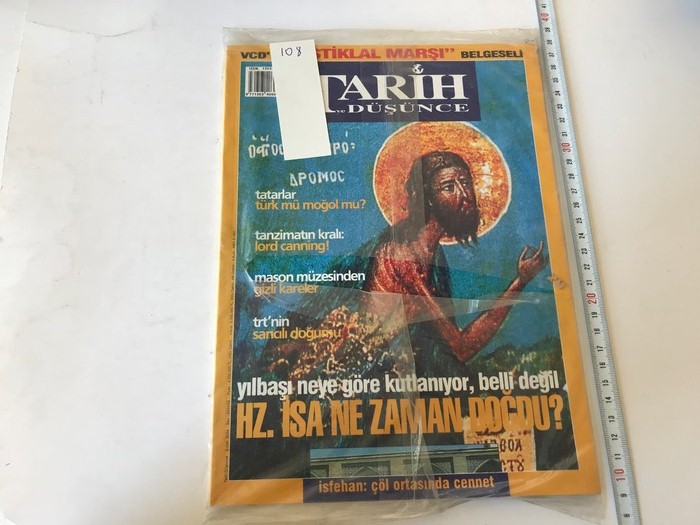 108
VCD
İSTİKLAL MARŞI" BELGESELİ
TARİH
ve DÜŞÜNCE
ΔΡΟΜΟC
tatarlar
türk mü moğol mu?
tanzimatın kralı:
lord canning!
mason müzesinden
gizli kareler
trt'nin
sancılı doğumu
yılbaşı neye göre kutlanıyor, belli değil
HZ. İSA NE ZAMAN DOĞDU?
isfehan: çöl ortasında cennet